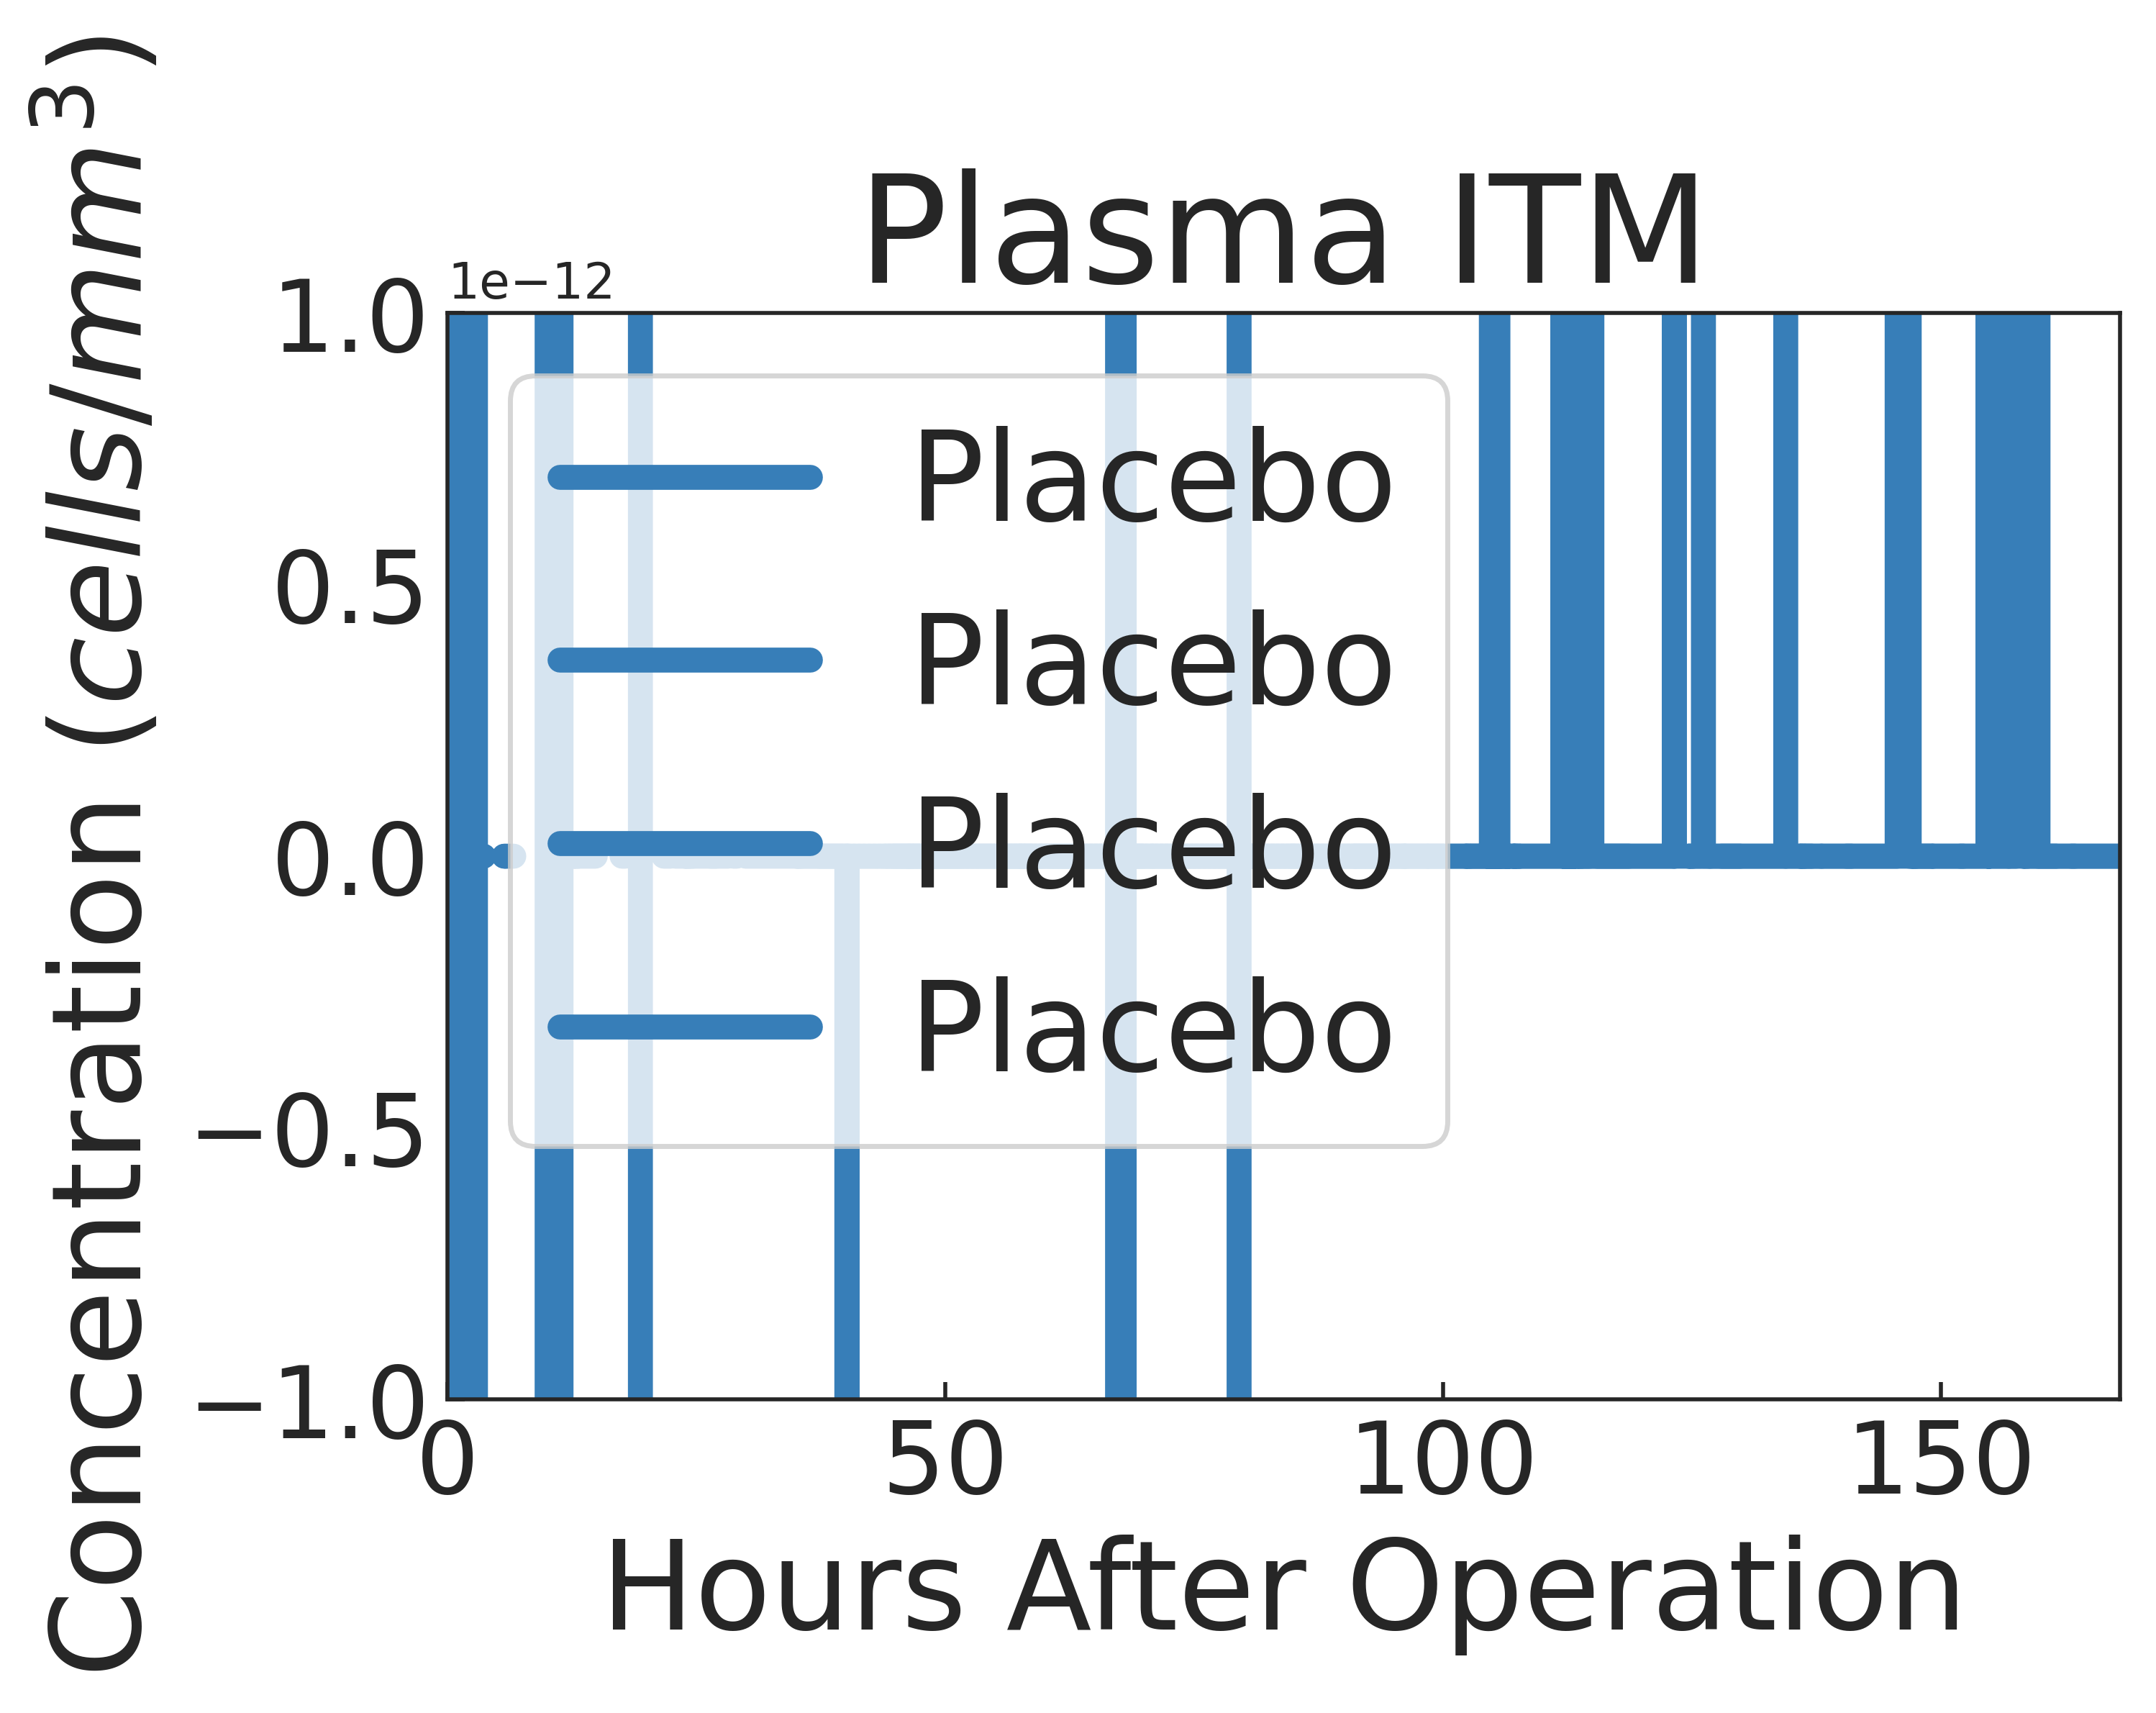 Plasma ITM
1e−12
1.0
0.5
0.0
−0.5
−1.0
Concentration (cells/mm³)
Placebo
Placebo
Placebo
Placebo
0 50 100 150
Hours After Operation